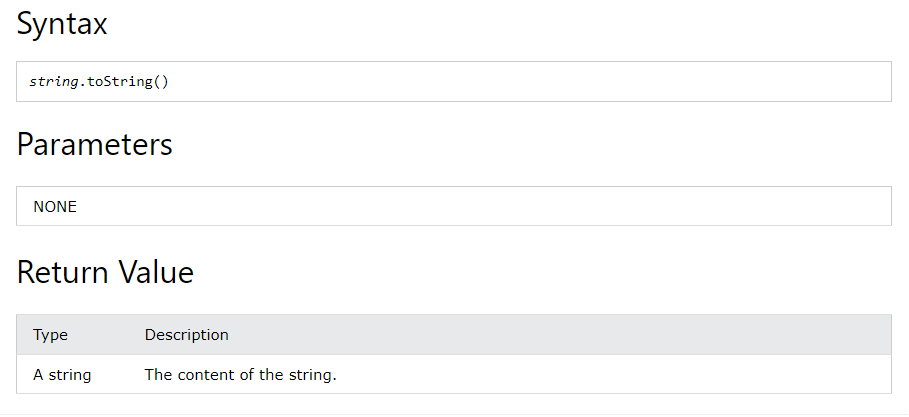 Syntax
string.toString()
Parameters
NONE
Return Value
Type Description
A string The content of the string.